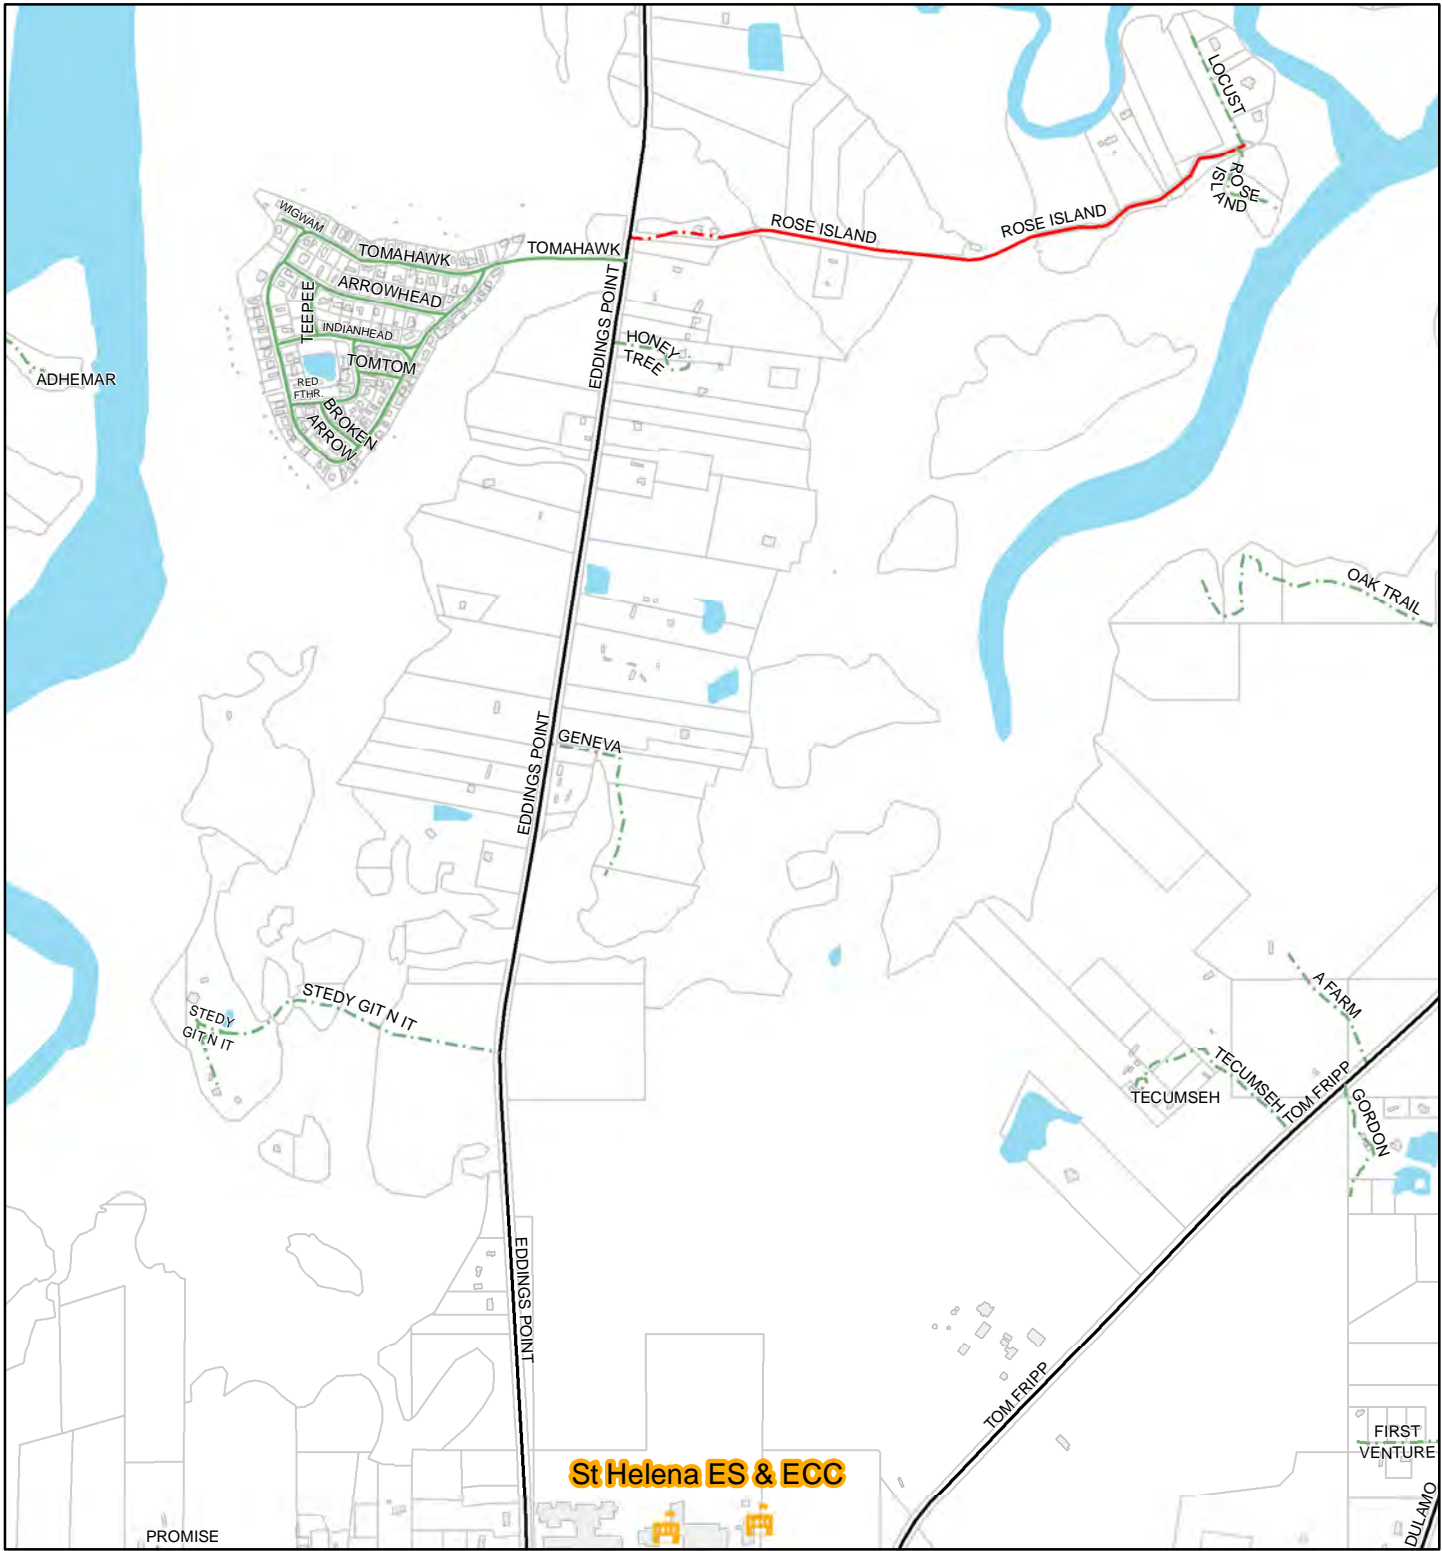 LOCUST
ROSE
ISLAND
WIGWAM
TOMAHAWK
TOMAHAWK
ROSE ISLAND
ROSE ISLAND
ARROWHEAD
TEEPEE
INDIANHEAD
TOMTOM
RED
FTHR.
BROKEN
ARROW
EDDINGS POINT
HONEY
TREE
ADHEMAR
OAK TRAIL
EDDINGS POINT
GENEVA
STEDY GIT N IT
STEDY
GIT N IT
A FARM
TECUMSEH
TECUMSEH
TOM FRIPP
GORDON
EDDINGS POINT
TOM FRIPP
FIRST
VENTURE
St Helena ES & ECC
DULAMO
PROMISE